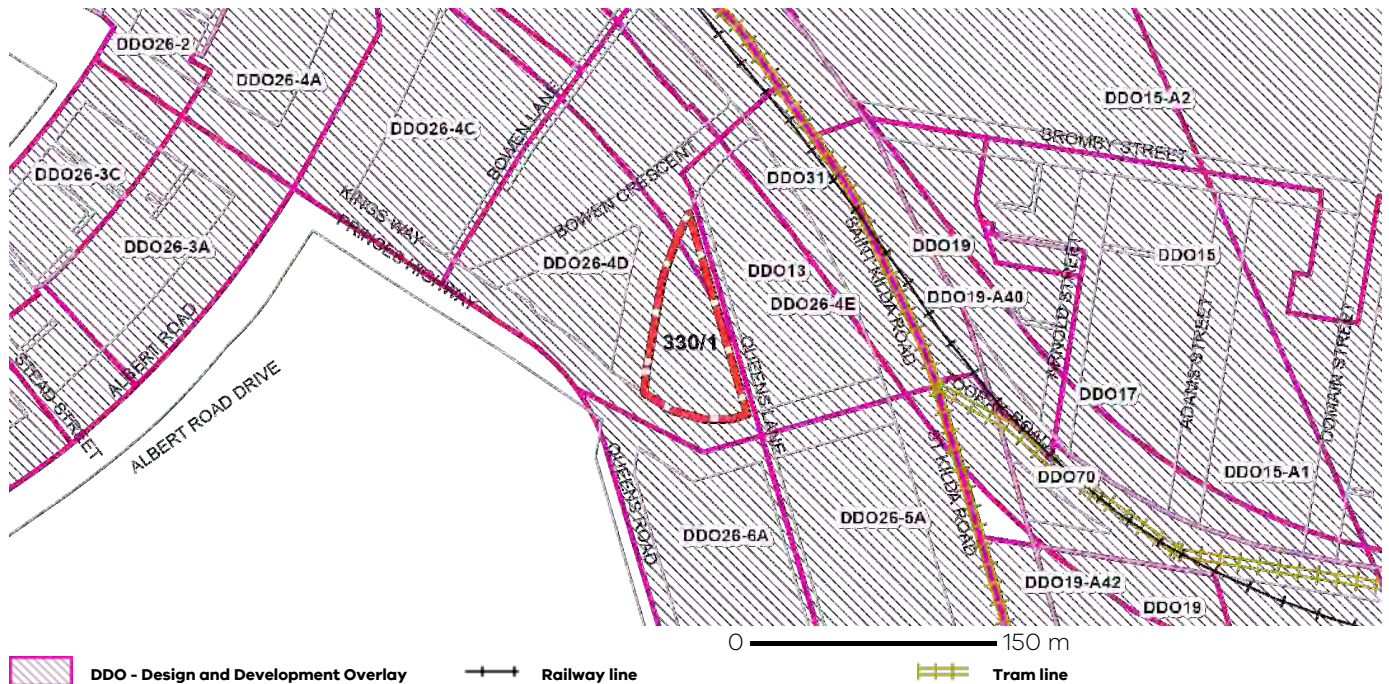 DDO26-2
DDO26-4A
DDO15-A2
DDO26-4C
BOWEN LANE
BROMBY STREET
DDO26-3C
BOWEN CRESCENT
DDO31
KINGS WAY
PRINCES HIGHWAY
DDO26-3A
DDO26-4D
DDO13
SAINT KILDA ROAD
DDO19
DDO15
DDO19-A40
DDO26-4E
330/1
QUEENS LANE
ARNOLD STREET
ADAMS STREET
DOMAIN STREET
ALBERT ROAD
STEAD STREET
ALBERT ROAD DRIVE
TOORAK ROAD
DDO17
QUEENS ROAD
ST KILDA ROAD
DDO70
DDO15-A1
DDO26-5A
DDO26-6A
DDO19-A42
DDO19
0 150 m
DDO - Design and Development Overlay
Railway line
Tram line